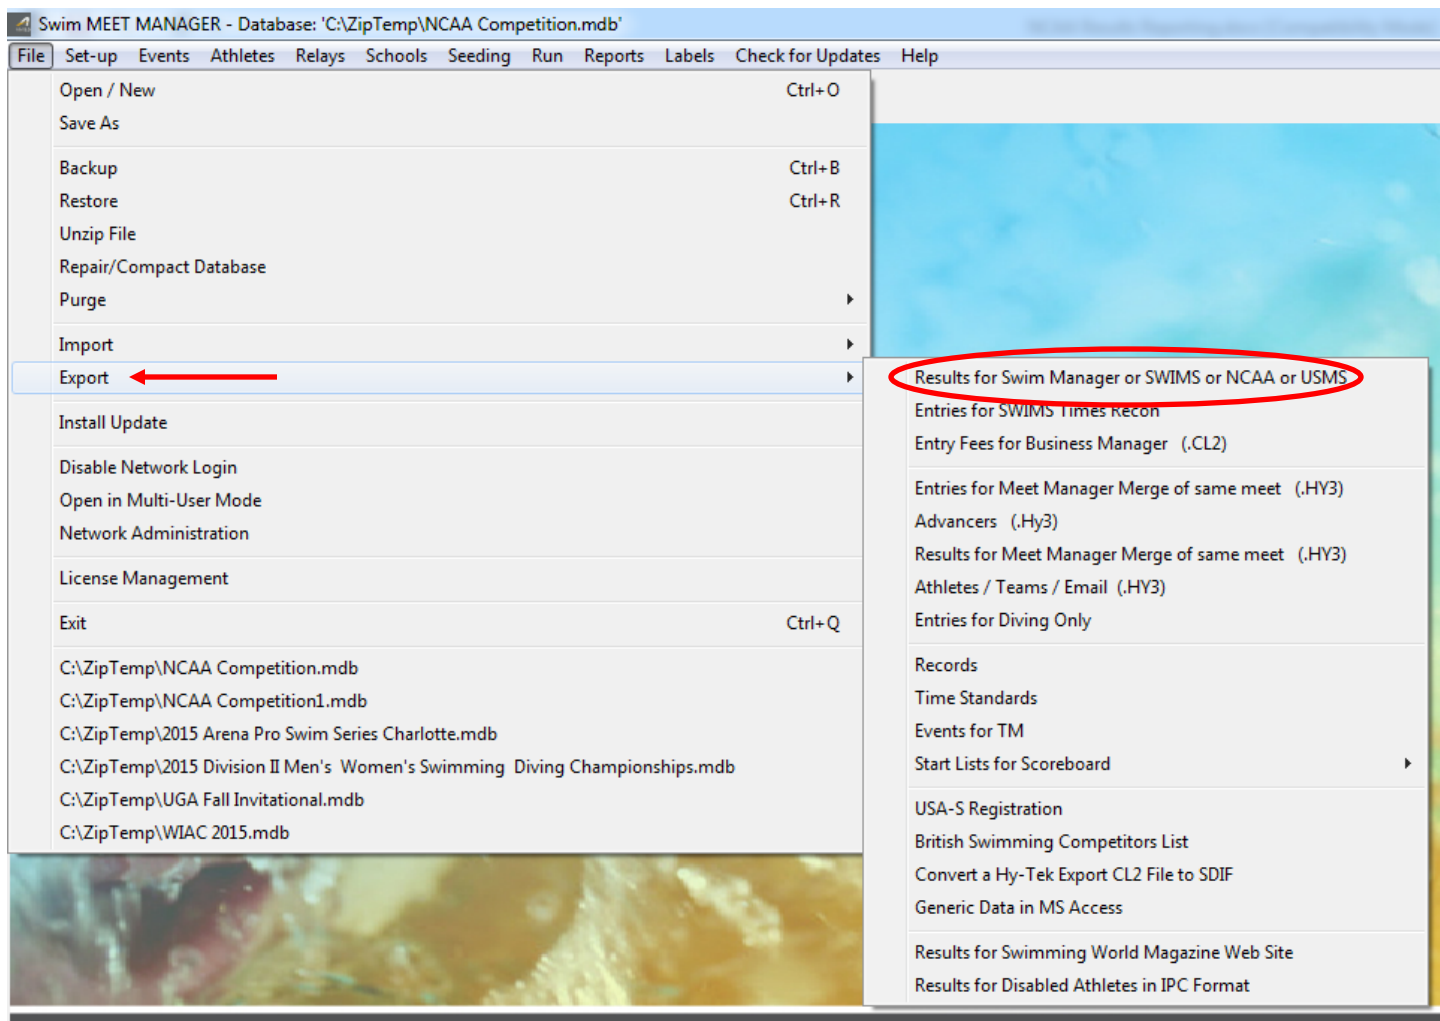 Swim MEET MANAGER - Database: 'C:\ZipTemp\NCAA Competition.mdb'
File Set-up Events Athletes Relays Schools Seeding Run Reports Labels Check for Updates Help
Open / New Ctrl+O
Save As
Backup Ctrl+B
Restore Ctrl+R
Unzip File
Repair/Compact Database
Purge
Import
Export
Install Update
Disable Network Login
Open in Multi-User Mode
Network Administration
License Management
Exit Ctrl+Q
C:\ZipTemp\NCAA Competition.mdb
C:\ZipTemp\NCAA Competition1.mdb
C:\ZipTemp\2015 Arena Pro Swim Series Charlotte.mdb
C:\ZipTemp\2015 Division II Men's  Women's Swimming  Diving Championships.mdb
C:\ZipTemp\UGA Fall Invitational.mdb
C:\ZipTemp\WIAC 2015.mdb
Results for Swim Manager or SWIMS or NCAA or USMS
Entries for SWIMS Times Recon
Entry Fees for Business Manager (.CL2)
Entries for Meet Manager Merge of same meet (.HY3)
Advancers (.Hy3)
Results for Meet Manager Merge of same meet (.HY3)
Athletes / Teams / Email (.HY3)
Entries for Diving Only
Records
Time Standards
Events for TM
Start Lists for Scoreboard
USA-S Registration
British Swimming Competitors List
Convert a Hy-Tek Export CL2 File to SDIF
Generic Data in MS Access
Results for Swimming World Magazine Web Site
Results for Disabled Athletes in IPC Format